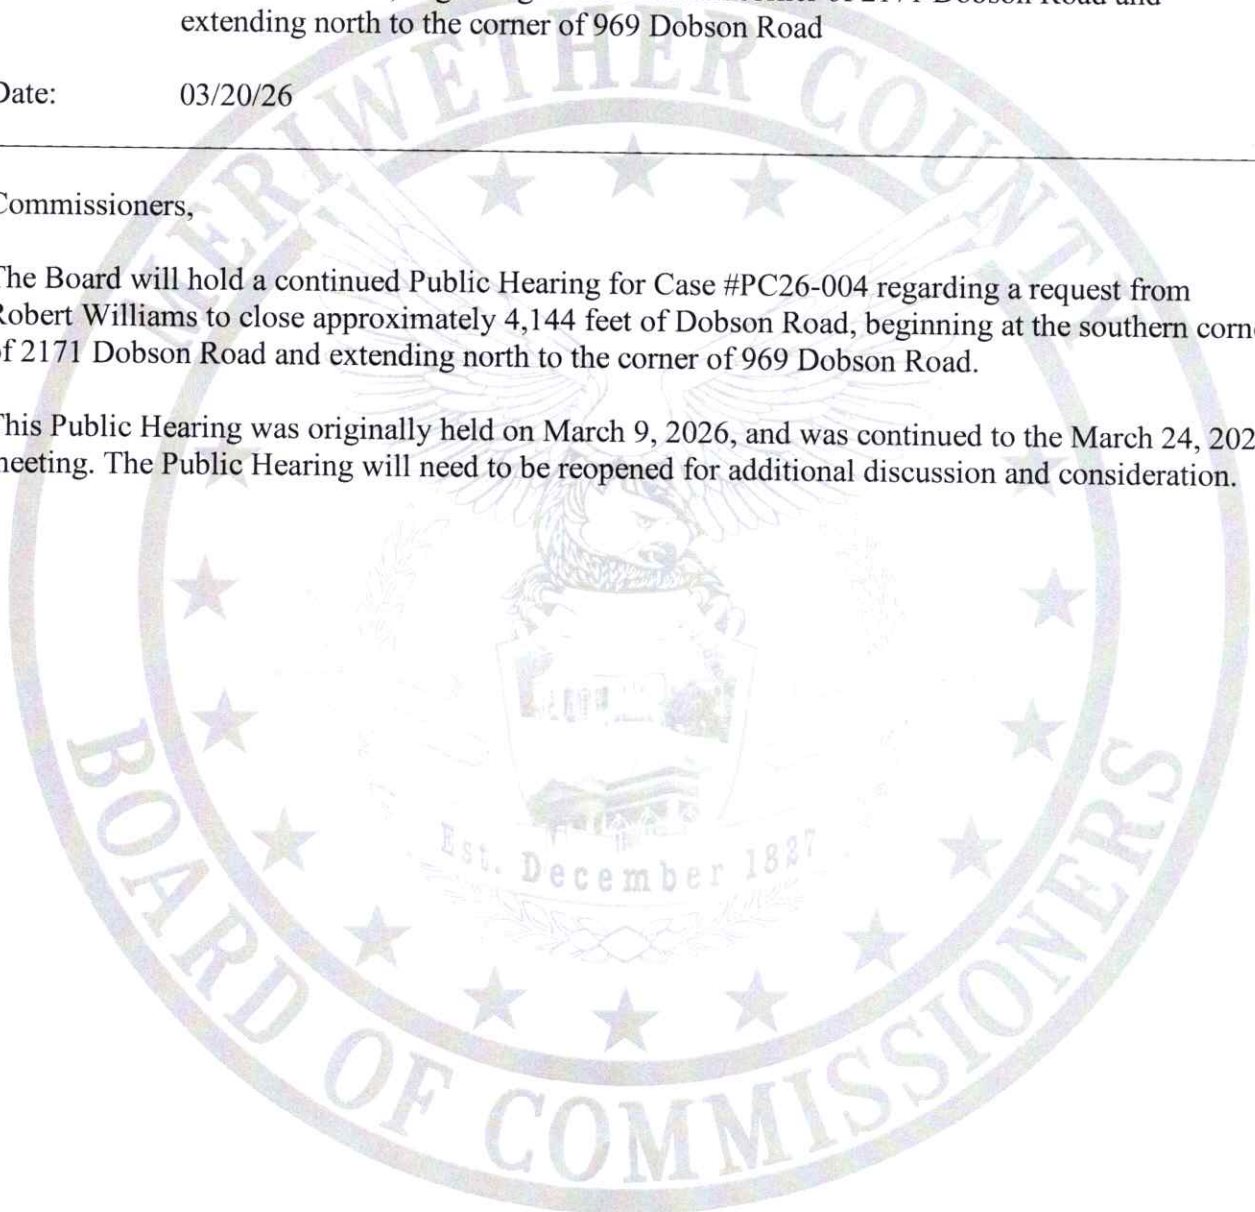 extending north to the corner of 969 Dobson Road
Date: 03/20/26
Commissioners,
The Board will hold a continued Public Hearing for Case #PC26-004 regarding a request from
Robert Williams to close approximately 4,144 feet of Dobson Road, beginning at the southern corne
of 2171 Dobson Road and extending north to the corner of 969 Dobson Road.
This Public Hearing was originally held on March 9, 2026, and was continued to the March 24, 202
meeting. The Public Hearing will need to be reopened for additional discussion and consideration.
MERIWETHER COUNTY
Est. December 1827
BOARD OF COMMISSIONERS